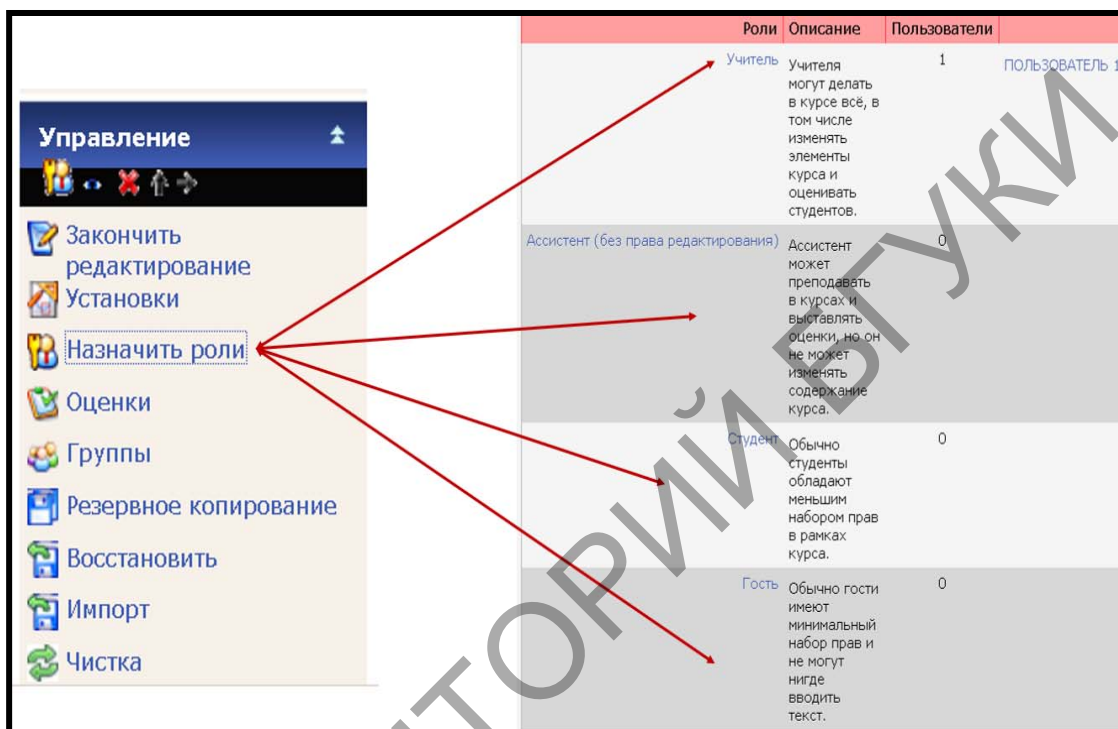 Управление
Закончить
редактирование
Установки
Назначить роли
Оценки
Группы
Резервное копирование
Восстановить
Импорт
Чистка
Роли Описание Пользователи
Учитель Учителя 1 ПОЛЬЗОВАТЕЛЬ 1
могут делать
в курсе всё, в
том числе
изменять
элементы
курса и
оценивать
студентов.
Ассистент (без права редактирования) Ассистент 0
может
преподавать
в курсах и
выставлять
оценки, но он
не может
изменять
содержание
курса.
Студент Обычно 0
студенты
обладают
меньшим
набором прав
в рамках
курса.
Гость Обычно гости 0
имеют
минимальный
набор прав и
не могут
нигде
вводить
текст.
ИТОРИЙ БГУКИ